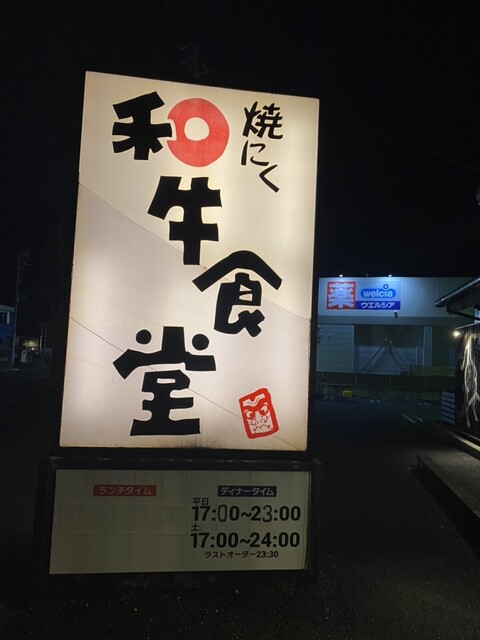 焼にく
和牛食堂
薬
welcia
ウエルシア
ランチタイム
ディナータイム
平日
17:00~23:00
土
17:00~24:00
ラストオーダー23:30